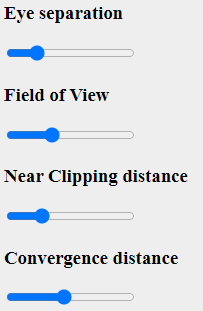 Eye separation
Field of View
Near Clipping distance
Convergence distance